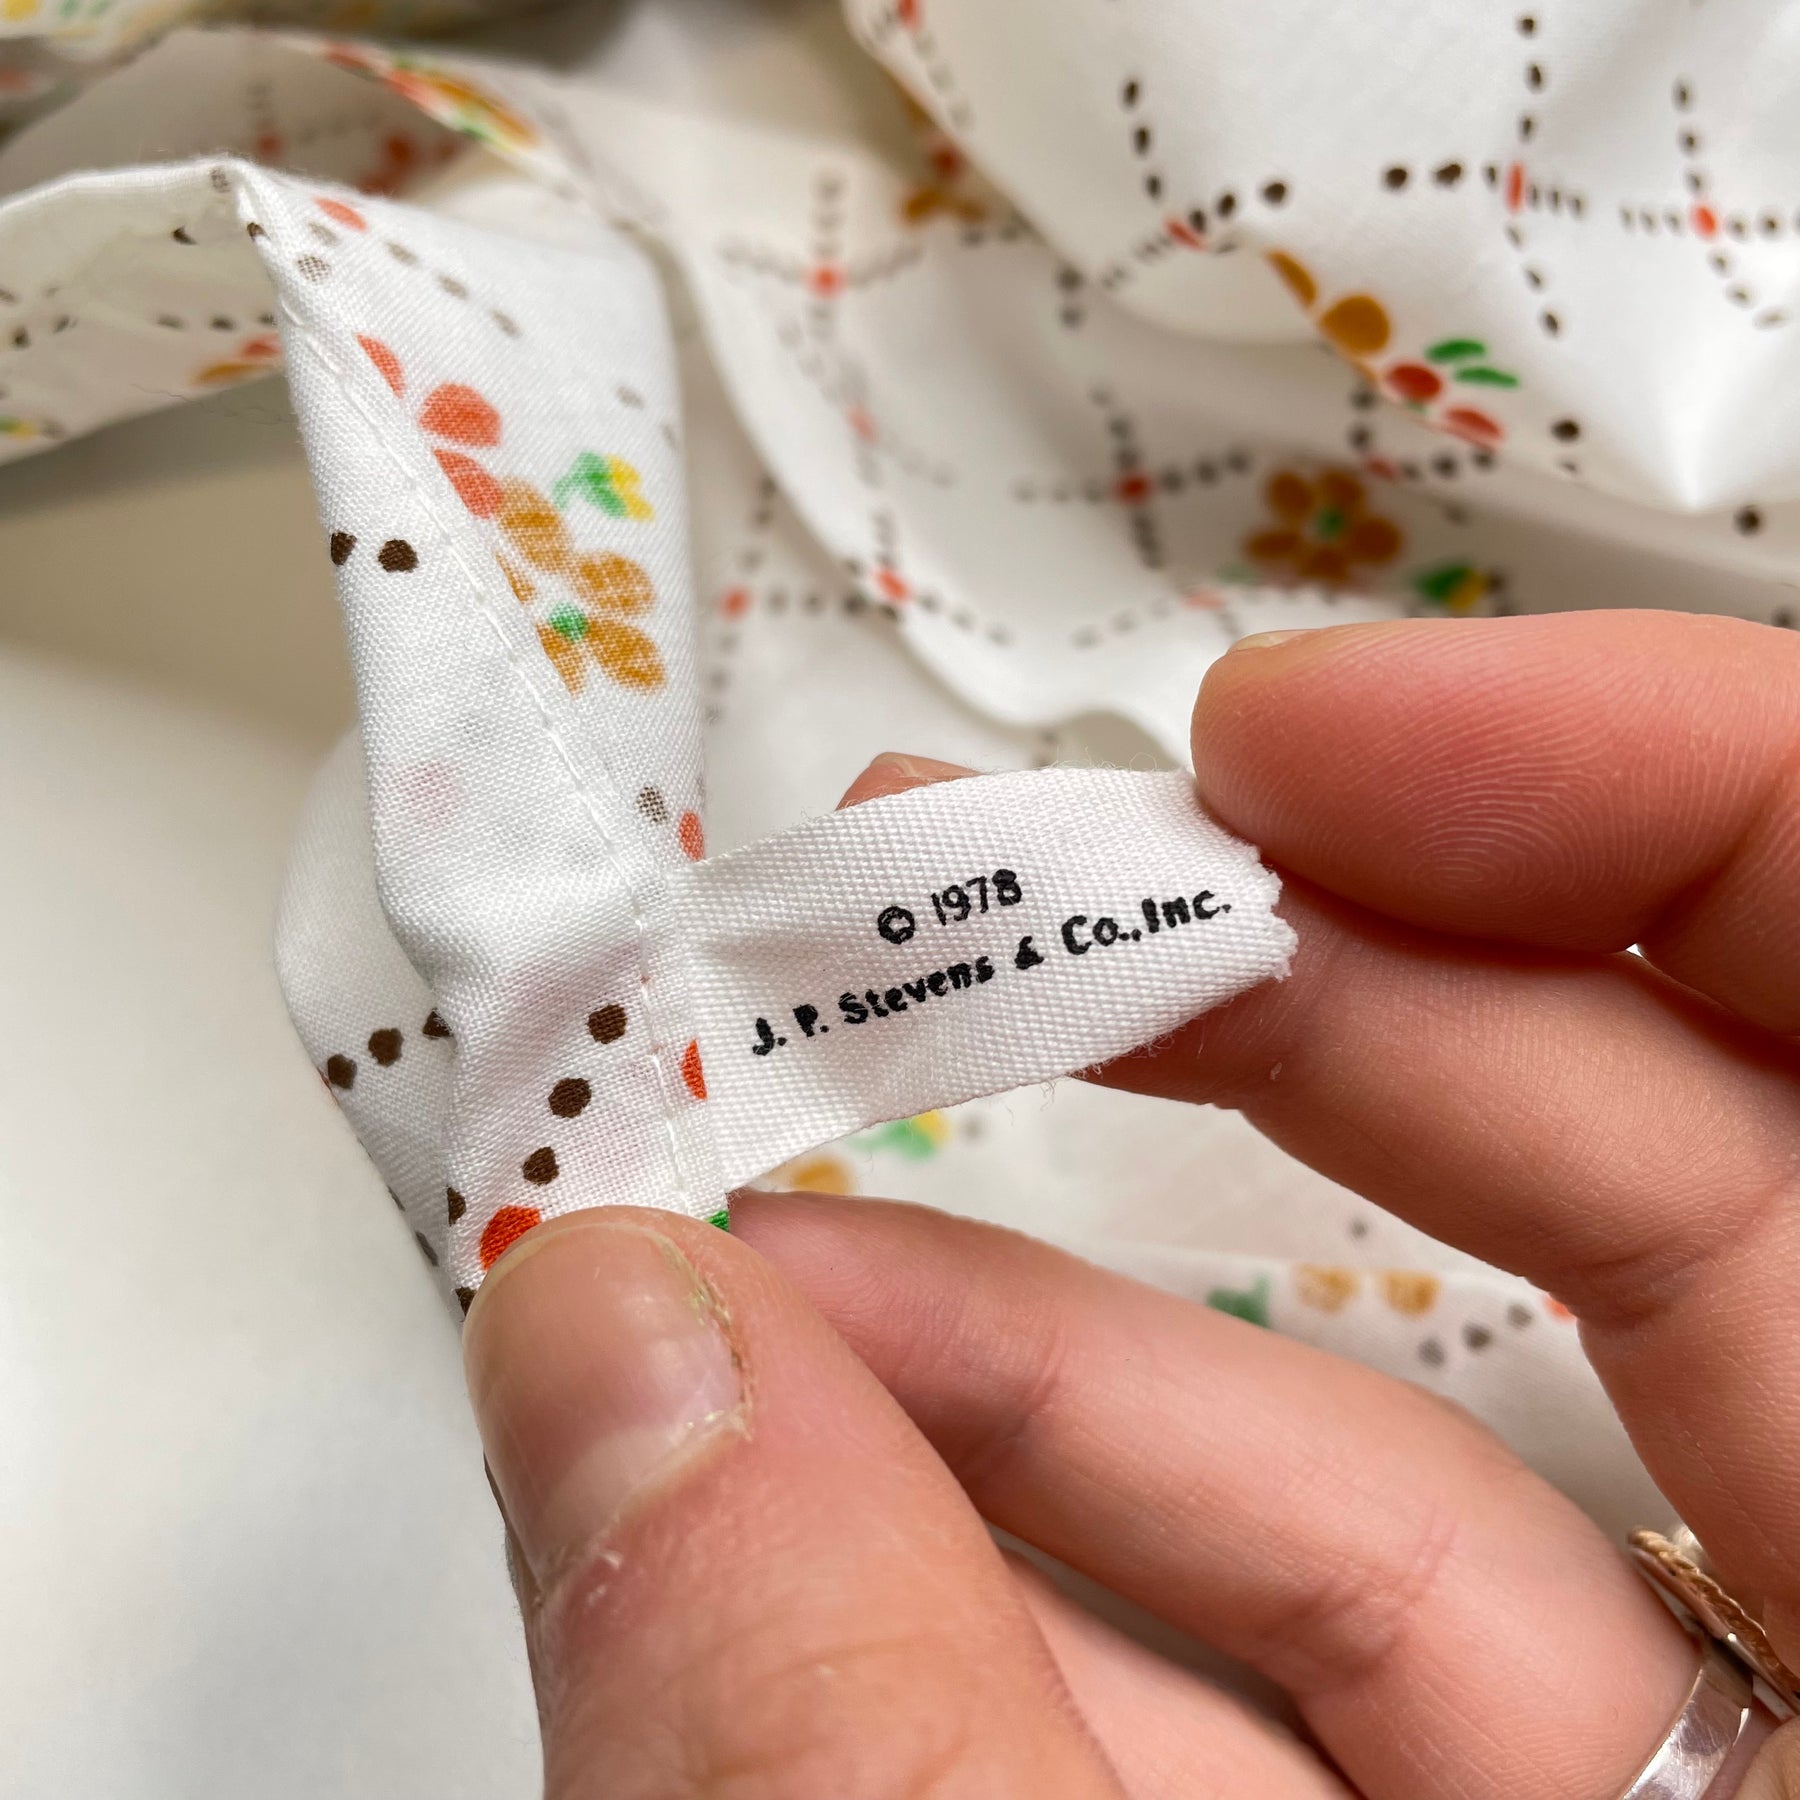 © 1978
J. P. Stevens & Co., Inc.